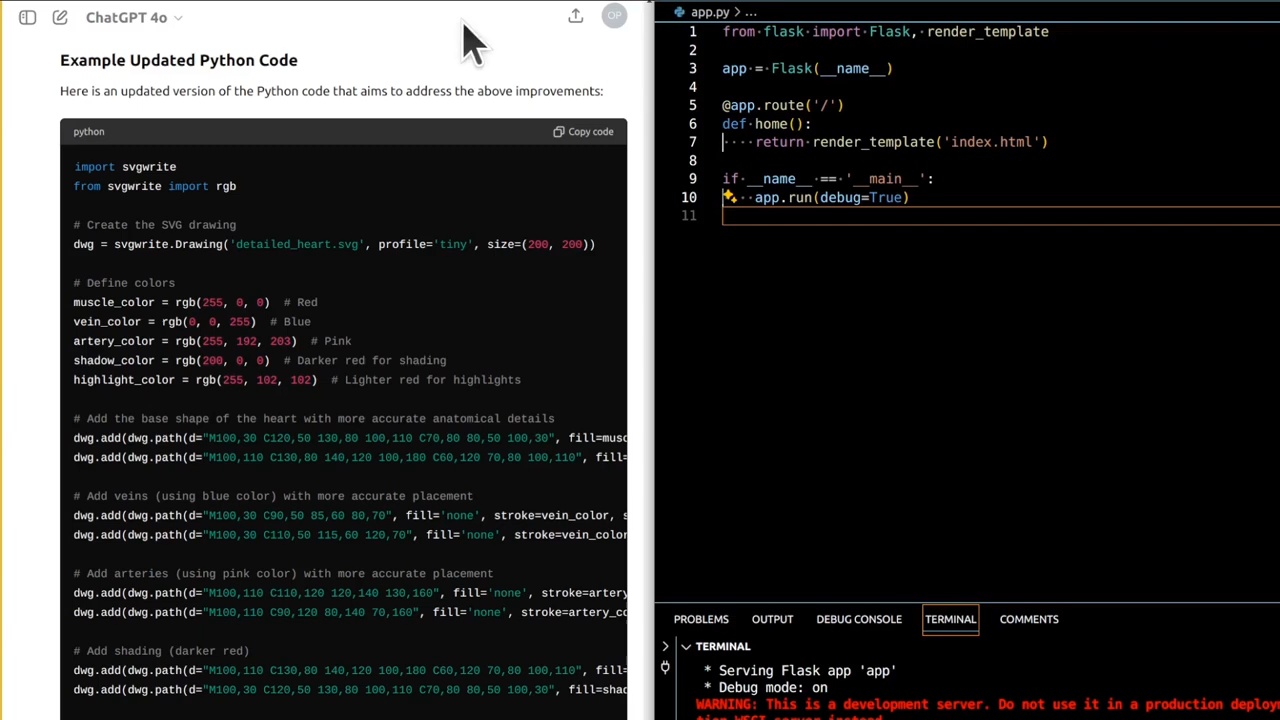 ChatGPT 4o
OP
Example Updated Python Code
Here is an updated version of the Python code that aims to address the above improvements:
python
Copy code
import svgwrite
from svgwrite import rgb
# Create the SVG drawing
dwg = svgwrite.Drawing('detailed_heart.svg', profile='tiny', size=(200, 200))
# Define colors
muscle_color = rgb(255, 0, 0)  # Red
vein_color = rgb(0, 0, 255)  # Blue
artery_color = rgb(255, 192, 203)  # Pink
shadow_color = rgb(200, 0, 0)  # Darker red for shading
highlight_color = rgb(255, 102, 102)  # Lighter red for highlights
# Add the base shape of the heart with more accurate anatomical details
dwg.add(dwg.path(d="M100,30 C120,50 130,80 100,110 C70,80 80,50 100,30", fill=musc
dwg.add(dwg.path(d="M100,110 C130,80 140,120 100,180 C60,120 70,80 100,110", fill=
# Add veins (using blue color) with more accurate placement
dwg.add(dwg.path(d="M100,30 C90,50 85,60 80,70", fill='none', stroke=vein_color, s
dwg.add(dwg.path(d="M100,30 C110,50 115,60 120,70", fill='none', stroke=vein_color
# Add arteries (using pink color) with more accurate placement
dwg.add(dwg.path(d="M100,110 C110,120 120,140 130,160", fill='none', stroke=artery
dwg.add(dwg.path(d="M100,110 C90,120 80,140 70,160", fill='none', stroke=artery_co
# Add shading (darker red)
dwg.add(dwg.path(d="M100,110 C130,80 140,120 100,180 C60,120 70,80 100,110", fill=
dwg.add(dwg.path(d="M100,30 C120,50 130,80 100,110 C70,80 80,50 100,30", fill=shad
app.py > ...
1 from flask import Flask, render_template
2
3 app = Flask(__name__)
4
5 @app.route('/')
6 def home():
7 return render_template('index.html')
8
9 if __name__ == '__main__':
10 app.run(debug=True)
11
PROBLEMS OUTPUT DEBUG CONSOLE TERMINAL COMMENTS
TERMINAL
* Serving Flask app 'app'
* Debug mode: on
WARNING: This is a development server. Do not use it in a production deploy
tion WSGI server instead.